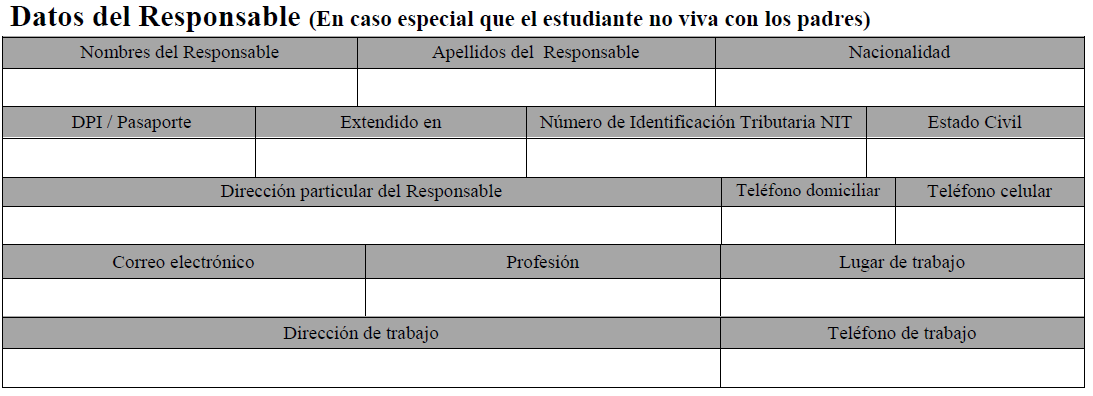 Datos del Responsable (En caso especial que el estudiante no viva con los padres)
Nombres del Responsable Apellidos del Responsable Nacionalidad
DPI / Pasaporte Extendido en Número de Identificación Tributaria NIT Estado Civil
Dirección particular del Responsable Teléfono domiciliar Teléfono celular
Correo electrónico Profesión Lugar de trabajo
Dirección de trabajo Teléfono de trabajo